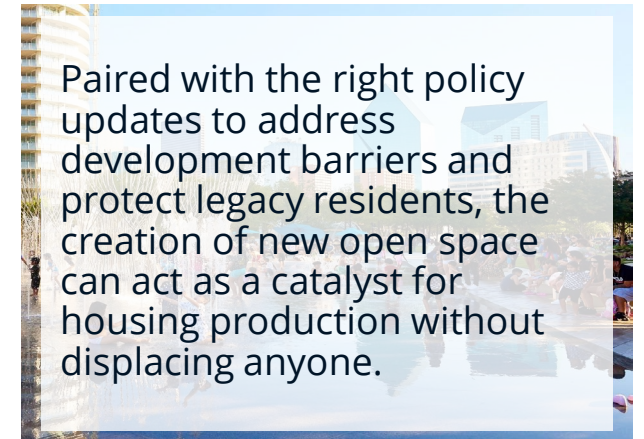 Paired with the right policy
updates to address
development barriers and
protect legacy residents, the
creation of new open space
can act as a catalyst for
housing production without
displacing anyone.